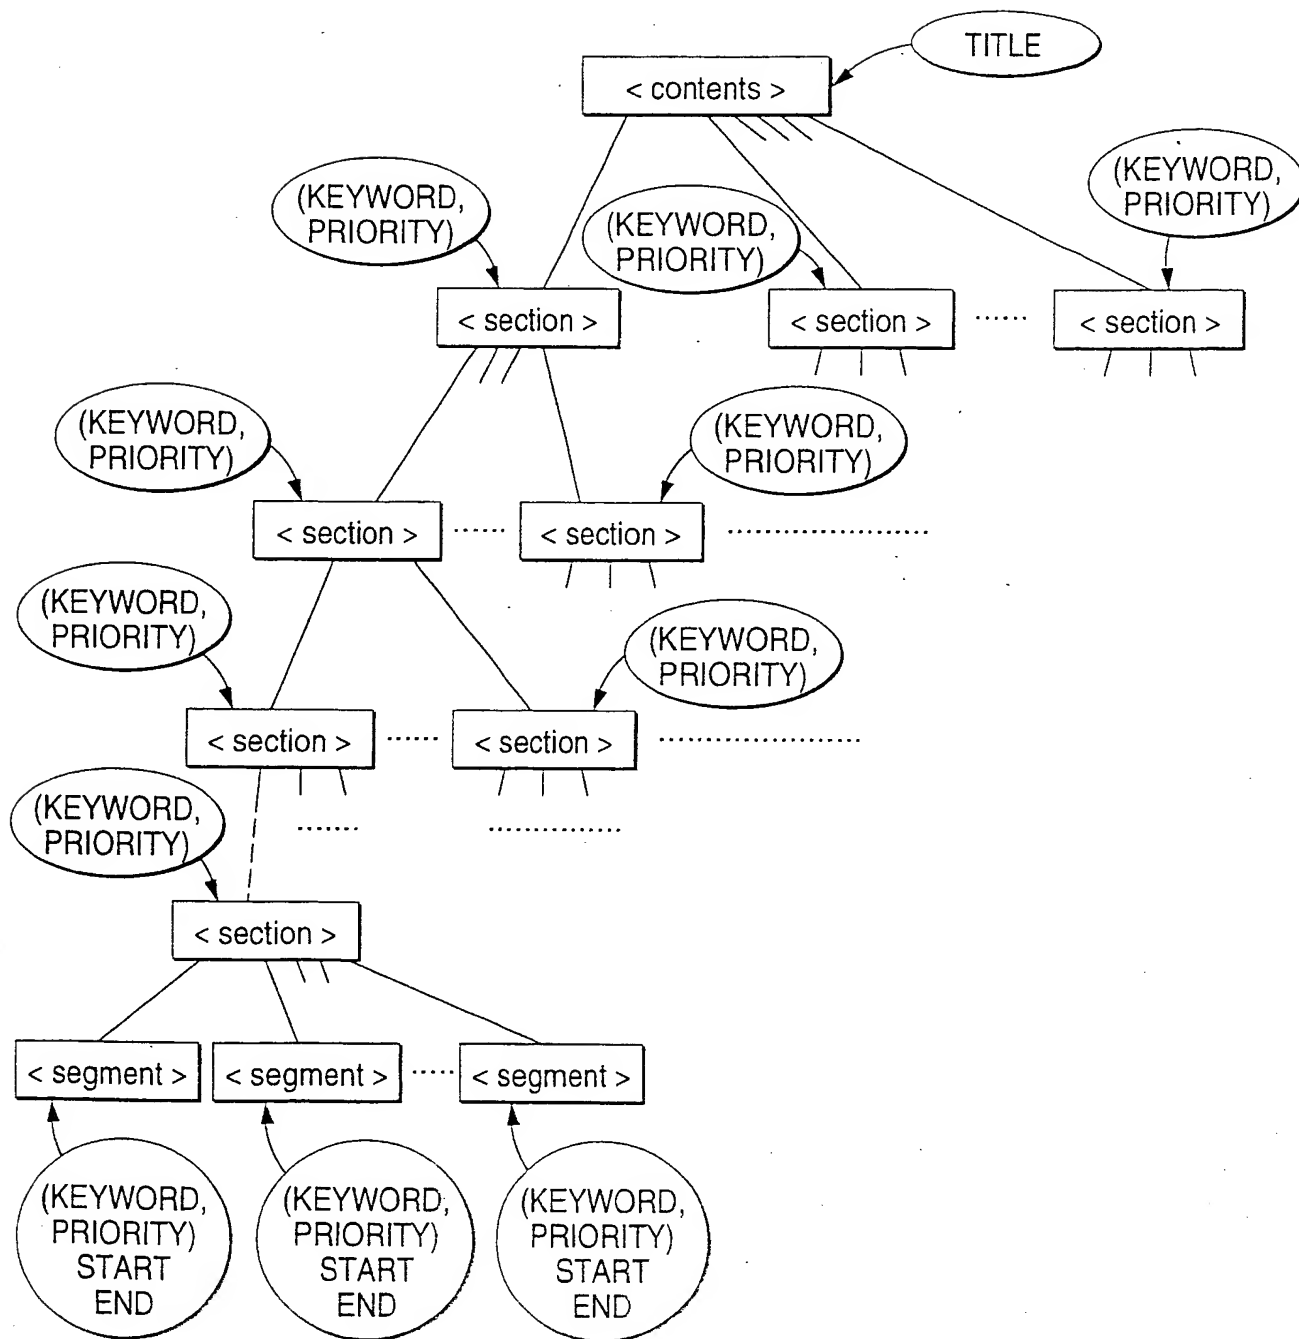 TITLE
< contents >
(KEYWORD,
PRIORITY)
(KEYWORD,
PRIORITY)
(KEYWORD,
PRIORITY)
< section >
< section >
......
< section >
(KEYWORD,
PRIORITY)
(KEYWORD,
PRIORITY)
< section >
......
< section >
(KEYWORD,
PRIORITY)
(KEYWORD,
PRIORITY)
< section >
......
< section >
(KEYWORD,
PRIORITY)
< section >
< segment >
< segment >
.....
< segment >
(KEYWORD,
PRIORITY)
START
END
(KEYWORD,
PRIORITY)
START
END
(KEYWORD,
PRIORITY)
START
END